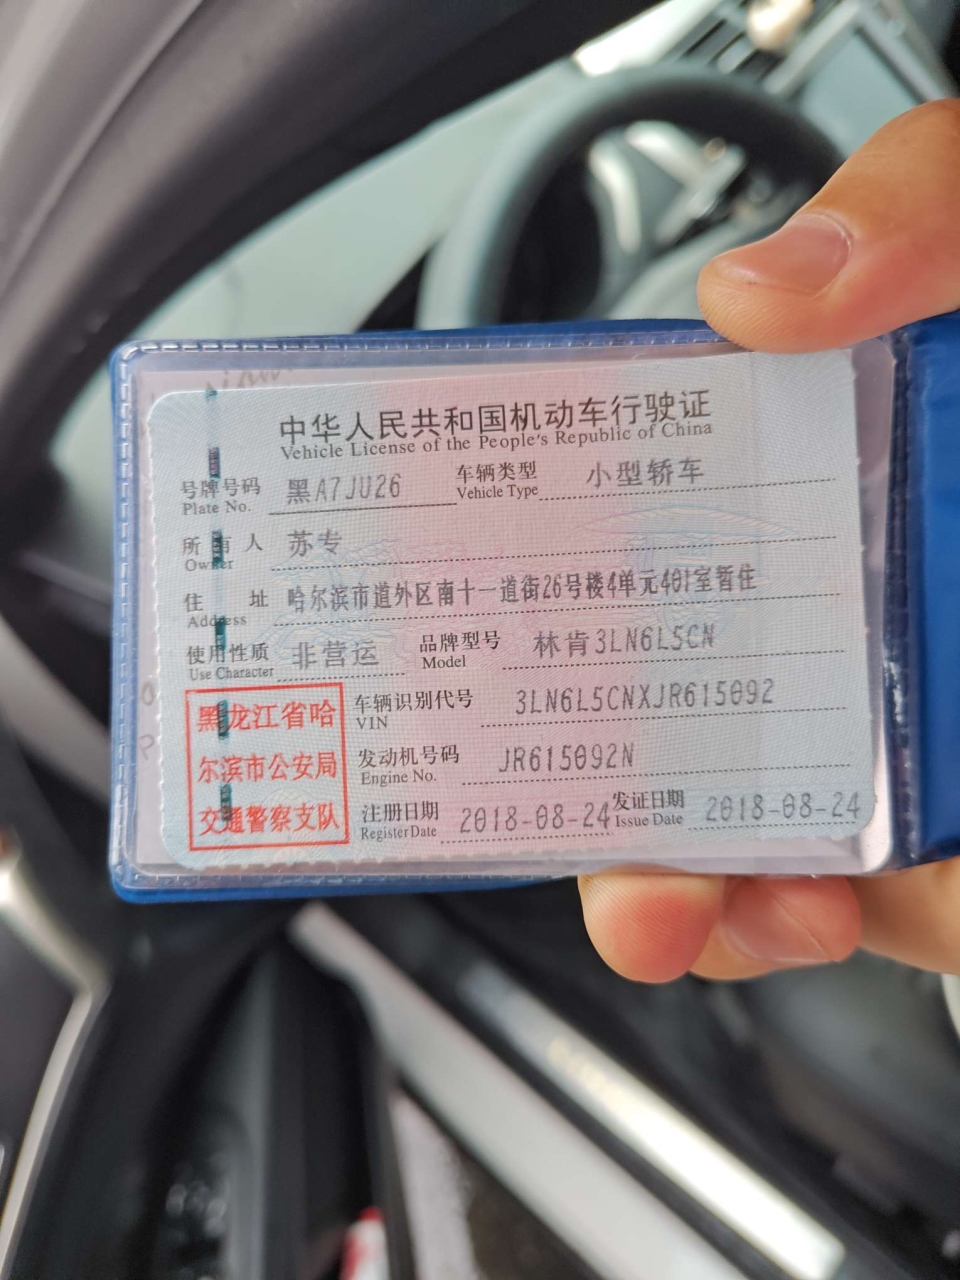 中华人民共和国机动车行驶证
Vehicle License of the People's Republic of China
号牌号码 黑A7JU26 车辆类型 小型轿车
Plate No. Vehicle Type
所有人 苏专
Owner
住址 哈尔滨市道外区南十一道街26号楼4单元401室暂住
Address
使用性质 非营运 品牌型号 林肯3LN6L5CN
Use Character Model
黑龙江省哈
尔滨市公安局
交通警察支队
车辆识别代号 3LN6L5CNXJR615092
VIN
发动机号码 JR615092N
Engine No.
注册日期 2018-08-24 发证日期 2018-08-24
Register Date Issue Date